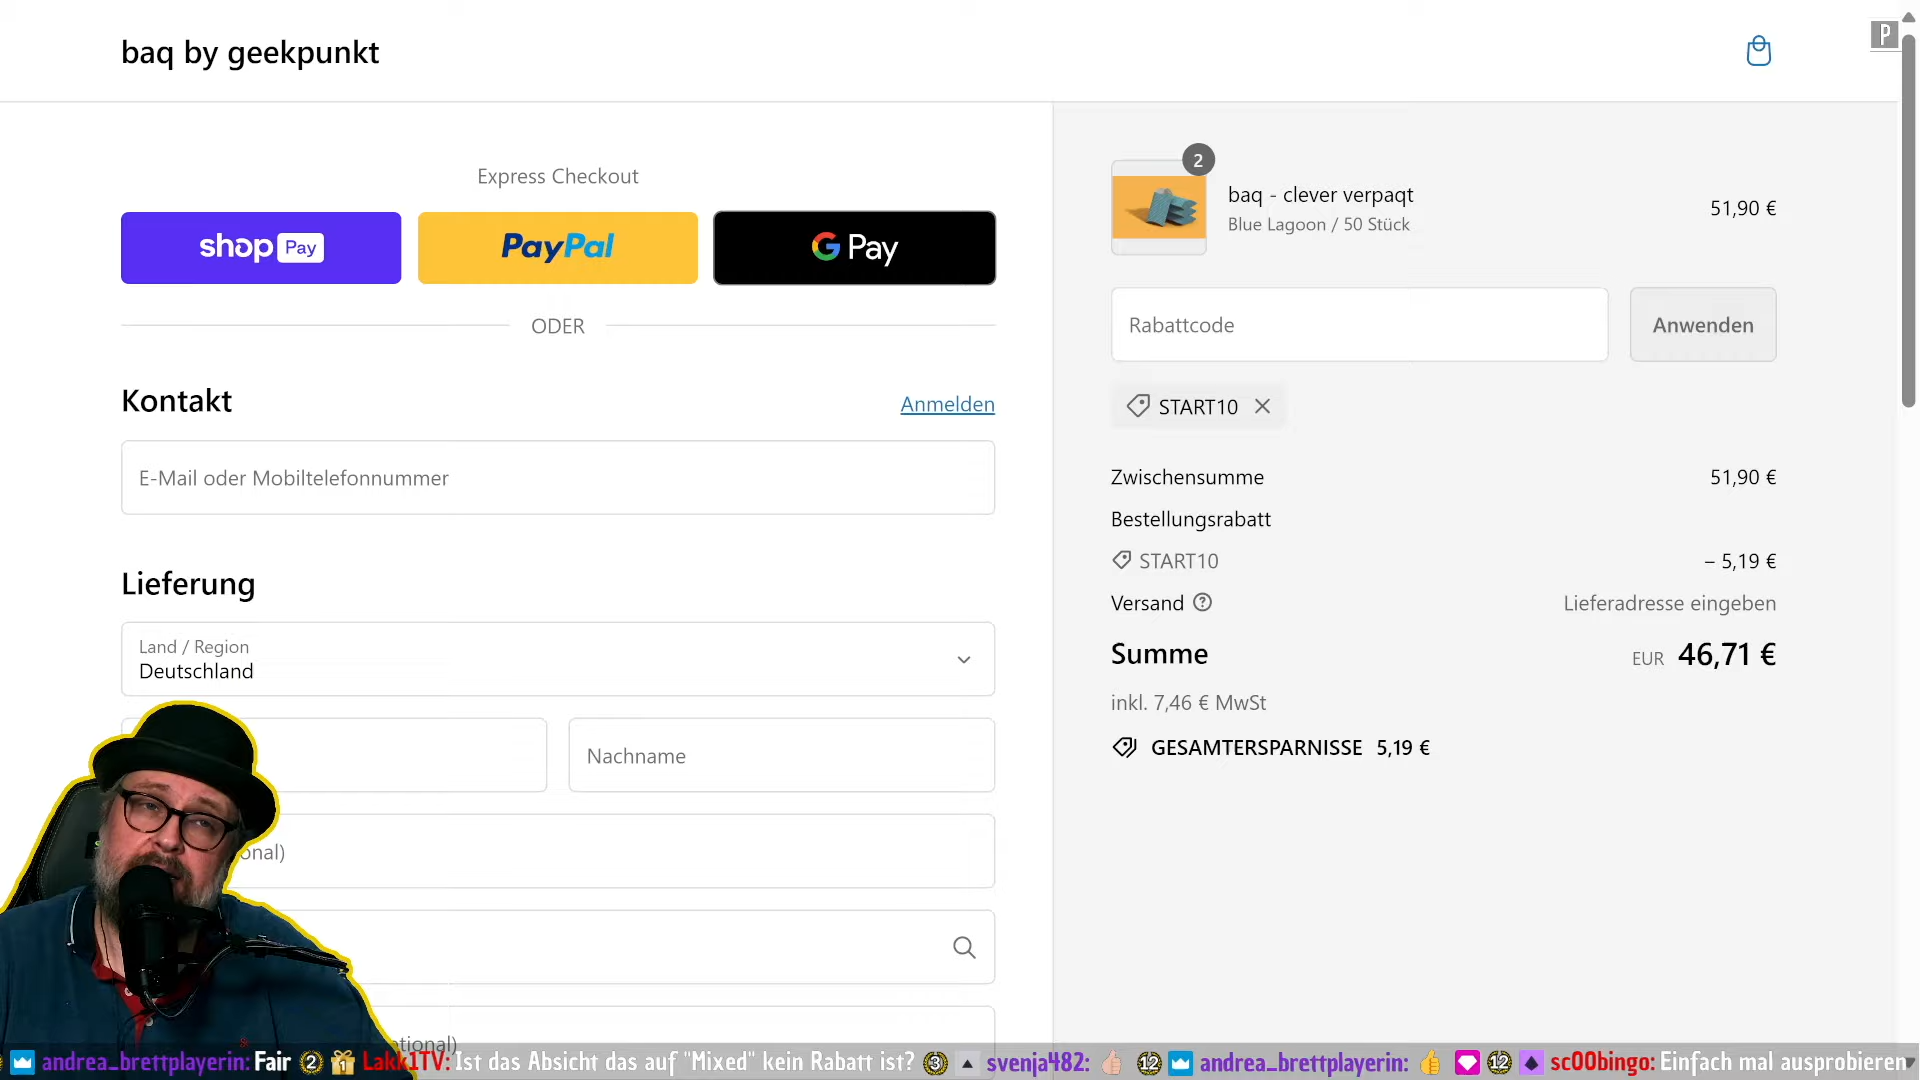 baq by geekpunkt
P
Express Checkout
shop Pay
PayPal
G Pay
ODER
Kontakt
Anmelden
E-Mail oder Mobiltelefonnummer
Lieferung
Land / Region
Deutschland
Nachname
onal)
tional)
2
baq - clever verpaqt
Blue Lagoon / 50 Stück
51,90 €
Rabattcode
Anwenden
START10
Zwischensumme
51,90 €
Bestellungsrabatt
START10
– 5,19 €
Versand
Lieferadresse eingeben
Summe
EUR 46,71 €
inkl. 7,46 € MwSt
GESAMTERSPARNISSE 5,19 €
andrea_brettplayerin: Fair 2 1 Lakk1TV: Ist das Absicht das auf "Mixed" kein Rabatt ist? 3 svenja482: 12 andrea_brettplayerin: 12 sc00bingo: Einfach mal ausprobieren